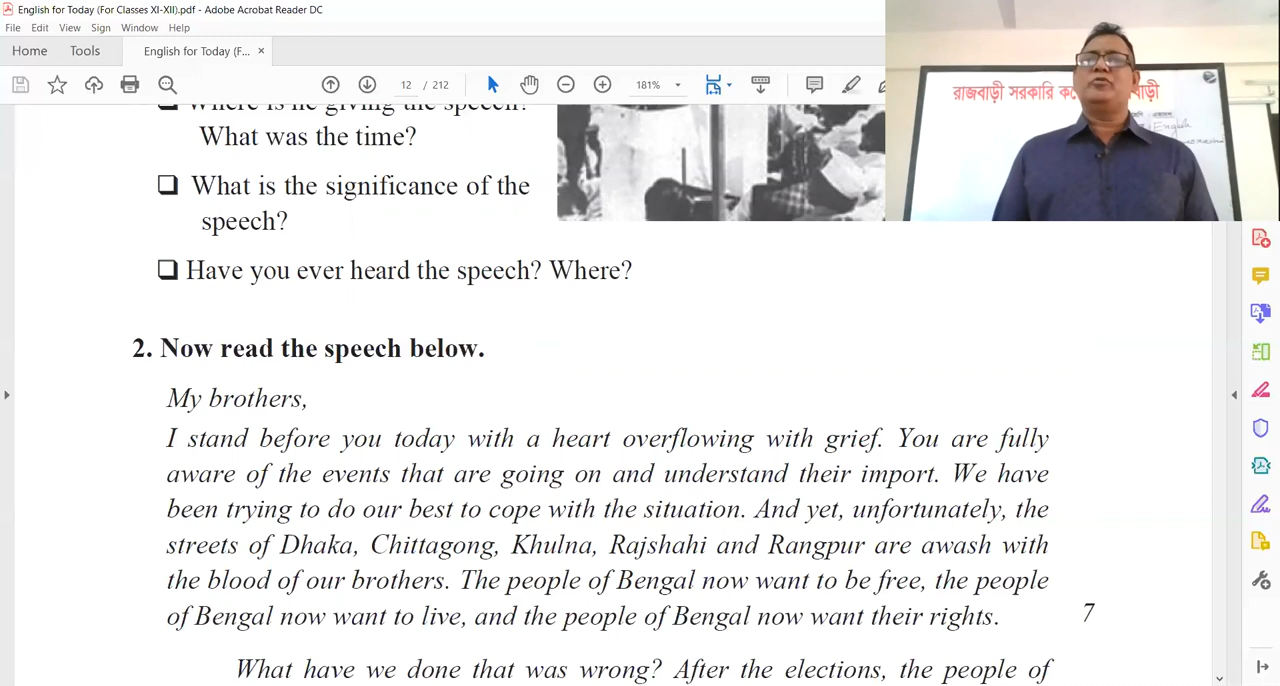 English for Today (For Classes XI-XII).pdf - Adobe Acrobat Reader DC
File Edit View Sign Window Help
Home Tools English for Today (F... ×
12 / 212 181%
রাজবাড়ী সরকারি
English
Where is he giving the speech?
What was the time?
What is the significance of the
speech?
Have you ever heard the speech? Where?
2. Now read the speech below.
My brothers,
I stand before you today with a heart overflowing with grief. You are fully
aware of the events that are going on and understand their import. We have
been trying to do our best to cope with the situation. And yet, unfortunately, the
streets of Dhaka, Chittagong, Khulna, Rajshahi and Rangpur are awash with
the blood of our brothers. The people of Bengal now want to be free, the people
of Bengal now want to live, and the people of Bengal now want their rights.
7
What have we done that was wrong? After the elections, the people of